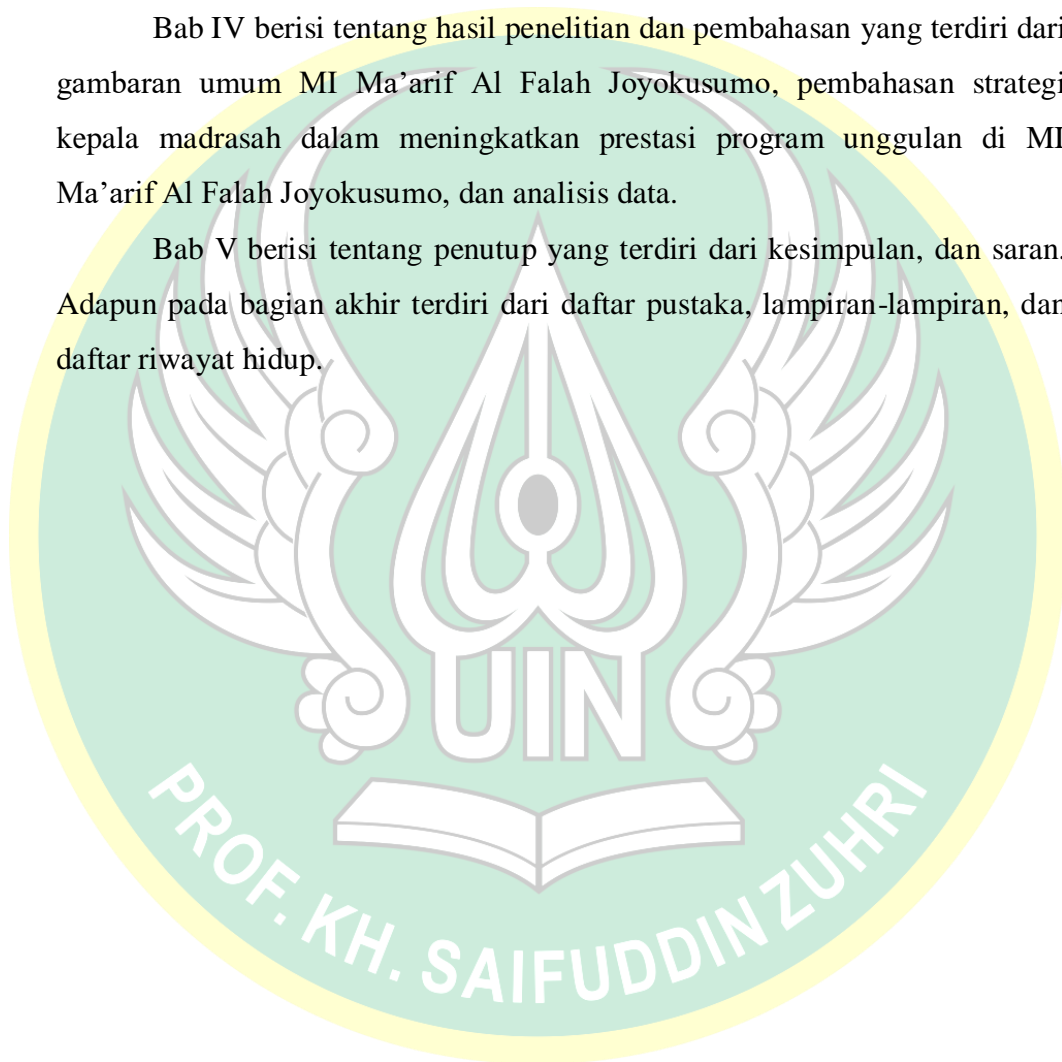 Bab IV berisi tentang hasil penelitian dan pembahasan yang terdiri dari
gambaran umum MI Ma’arif Al Falah Joyokusumo, pembahasan strategi
kepala madrasah dalam meningkatkan prestasi program unggulan di MI
Ma’arif Al Falah Joyokusumo, dan analisis data.
Bab V berisi tentang penutup yang terdiri dari kesimpulan, dan saran.
Adapun pada bagian akhir terdiri dari daftar pustaka, lampiran-lampiran, dan
daftar riwayat hidup.
UIN
PROF. KH. SAIFUDDIN ZUHRI